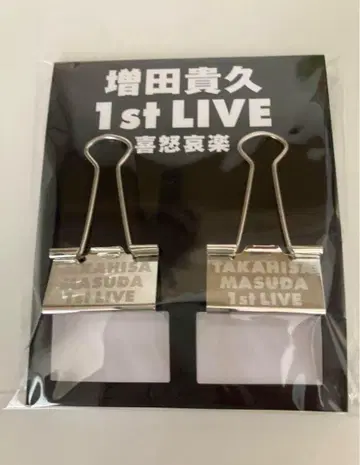 増田貴久
1st LIVE
喜怒哀楽
TAKAHISA
MASUDA
1st LIVE
TAKAHISA
MASUDA
1st LIVE